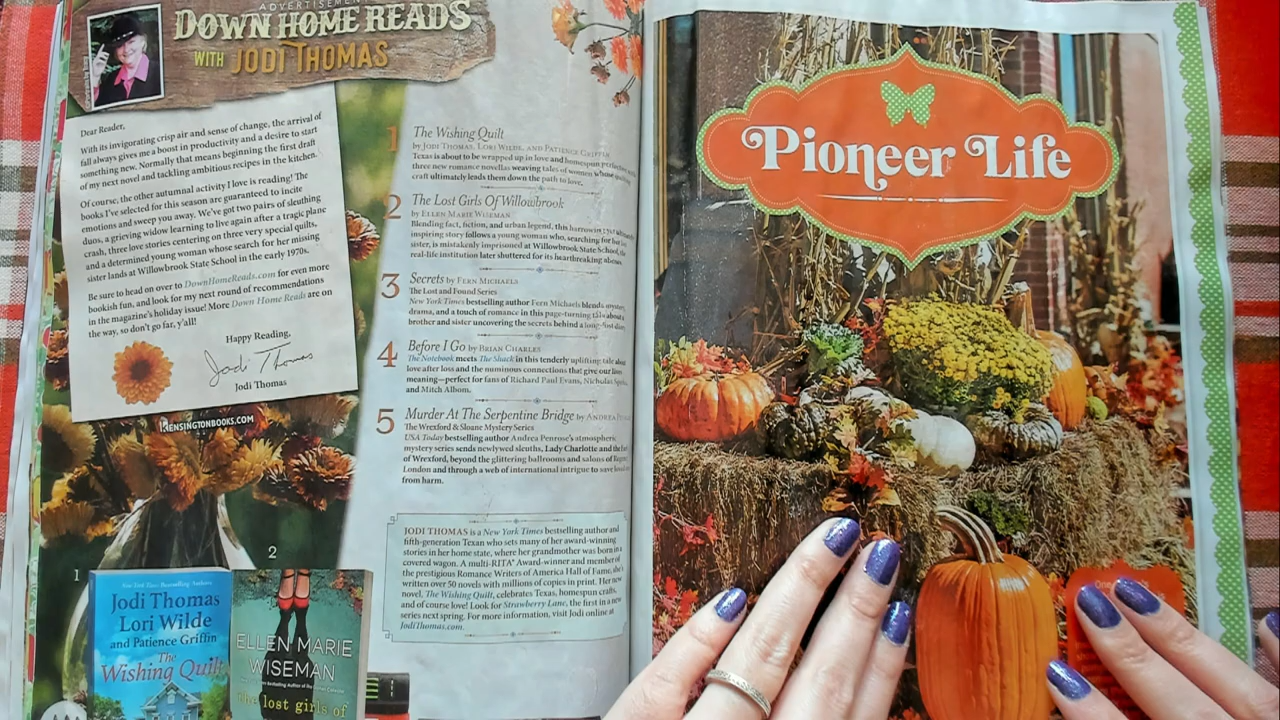 ADVERTISEMENT
DOWN HOME READS
WITH JODI THOMAS
Dear Reader,
With its invigorating crisp air and sense of change, the arrival of
fall always gives me a boost in productivity and a desire to start
something new. Normally that means beginning the first draft
of my next novel and tackling ambitious recipes in the kitchen.
Of course, the other autumnal activity I love is reading! The
books I've selected for this season are guaranteed to incite
emotions and sweep you away. We've got two pairs of sleuthing
duos, a grieving widow learning to live again after a tragic plane
crash, three love stories centering on three very special quilts,
and a determined young woman whose search for her missing
sister lands at Willowbrook State School in the early 1970s.
Be sure to head on over to DownHomeReads.com for even more
bookish fun, and look for my next round of recommendations
in the magazine's holiday issue! More Down Home Reads are on
the way, so don't go far, y'all!
Happy Reading,
Jodi Thomas
Jodi Thomas
KENSINGTONBOOKS.COM
1
2
New York Times Bestselling Authors
Jodi Thomas
Lori Wilde
and Patience Griffin
The
Wishing Quilt
ELLEN MARIE
WISEMAN
the lost girls of
1 The Wishing Quilt
by JODI THOMAS, LORI WILDE, AND PATIENCE GRIFFIN
Texas is about to be wrapped up in love and homespun
three new romance novellas weaving tales of women whose
craft ultimately leads them down the path to love.
2 The Lost Girls Of Willowbrook
by ELLEN MARIE WISEMAN
Blending fact, fiction, and urban legend, this harrowing
inspiring story follows a young woman who, searching for her
sister, is mistakenly imprisoned at Willowbrook State School, the
real-life institution later shuttered for its heartbreaking
3 Secrets by FERN MICHAELS
The Lost and Found Series
New York Times bestselling author Fern Michaels blends mystery,
drama, and a touch of romance in this page-turning tale about a
brother and sister uncovering the secrets behind a long-lost
4 Before I Go by BRIAN CHARLES
The Notebook meets The Shack in this tenderly uplifting tale about
love after loss and the numinous connections that give our lives
meaning—perfect for fans of Richard Paul Evans, Nicholas Sparks,
and Mitch Albom.
5 Murder At The Serpentine Bridge by ANDREA
The Wrexford & Sloane Mystery Series
USA Today bestselling author Andrea Penrose's atmospheric
mystery series sends newlywed sleuths, Lady Charlotte and the Earl
of Wrexford, beyond the glittering ballrooms and salons of Regency
London and through a web of international intrigue to save
from harm.
JODI THOMAS is a New York Times bestselling author and
fifth-generation Texan who sets many of her award-winning
stories in her home state, where her grandmother was born in a
covered wagon. A multi-RITA® Award-winner and member of
the prestigious Romance Writers of America Hall of Fame, she's
written over 50 novels with millions of copies in print. Her new
novel, The Wishing Quilt, celebrates Texas, homespun crafts,
and of course love! Look for Strawberry Lane, the first in a new
series next spring. For more information, visit Jodi online at
JodiThomas.com.
Pioneer Life